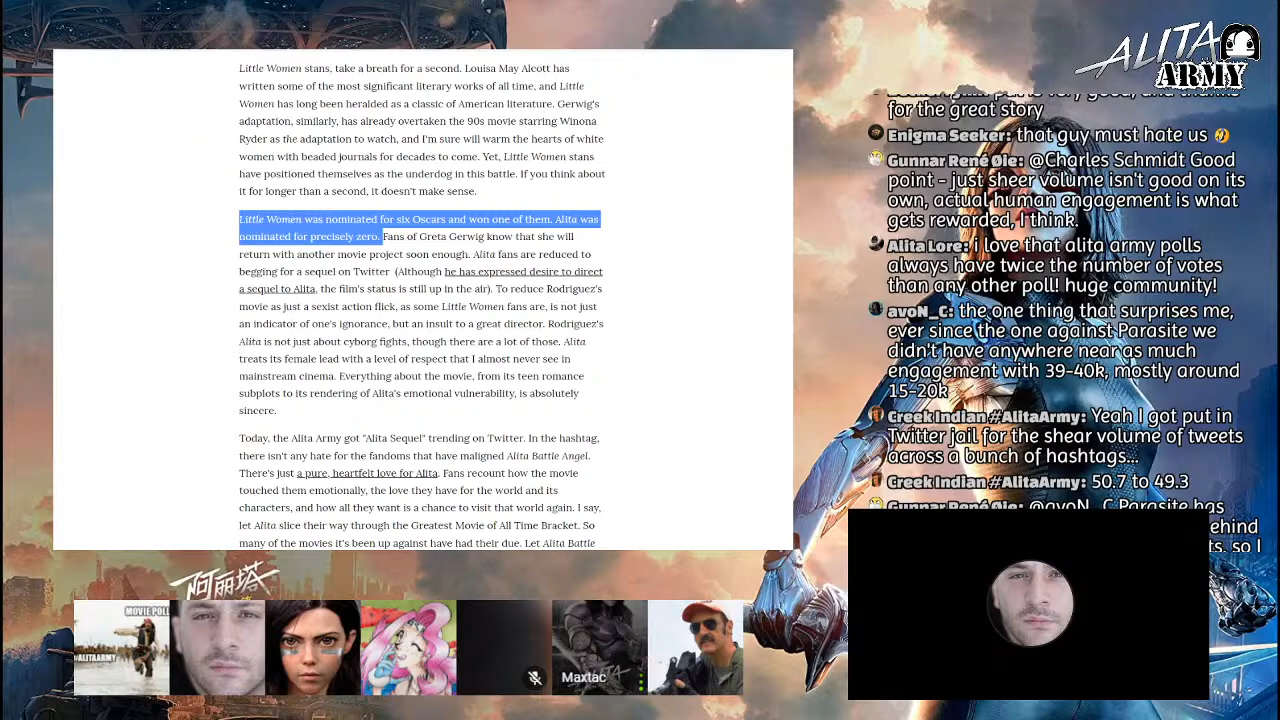 Little Women stans, take a breath for a second. Louisa May Alcott has
written some of the most significant literary works of all time, and Little
Women has long been heralded as a classic of American literature. Gerwig's
adaptation, similarly, has already overtaken the 90s movie starring Winona
Ryder as the adaptation to watch, and I'm sure will warm the hearts of white
women with beaded journals for decades to come. Yet, Little Women stans
have positioned themselves as the underdog in this battle. If you think about
it for longer than a second, it doesn't make sense.
Little Women was nominated for six Oscars and won one of them. Alita was
nominated for precisely zero. Fans of Greta Gerwig know that she will
return with another movie project soon enough. Alita fans are reduced to
begging for a sequel on Twitter (Although he has expressed desire to direct
a sequel to Alita, the film's status is still up in the air). To reduce Rodriguez's
movie as just a sexist action flick, as some Little Women fans are, is not just
an indicator of one's ignorance, but an insult to a great director. Rodriguez's
Alita is not just about cyborg fights, though there are a lot of those. Alita
treats its female lead with a level of respect that I almost never see in
mainstream cinema. Everything about the movie, from its teen romance
subplots to its rendering of Alita's emotional vulnerability, is absolutely
sincere.
Today, the Alita Army got "Alita Sequel" trending on Twitter. In the hashtag,
there isn't any hate for the fandoms that have maligned Alita Battle Angel.
There's just a pure, heartfelt love for Alita. Fans recount how the movie
touched them emotionally, the love they have for the world and its
characters, and how all they want is a chance to visit that world again. I say,
let Alita slice their way through the Greatest Movie of All Time Bracket. So
many of the movies it's been up against have had their due. Let Alita Battle
ALITA
ARMY
for the great story
Enigma Seeker: that guy must hate us 🤣
Gunnar René Øie: @Charles Schmidt Good
point - just sheer volume isn't good on its
own, actual human engagement is what
gets rewarded, I think.
Alita Lore: i love that alita army polls
always have twice the number of votes
than any other poll! huge community!
avoN_C: the one thing that surprises me,
ever since the one against Parasite we
didn't have anywhere near as much
engagement with 39-40k, mostly around
15-20k
Creek Indian #AlitaArmy: Yeah I got put in
Twitter jail for the shear volume of tweets
across a bunch of hashtags...
Creek Indian #AlitaArmy: 50.7 to 49.3
Gunnar René Øie: @avoN_C Parasite has
ehind
ts, so I
阿丽塔
MOVIE POLL
#ALITAARMY
Maxtac